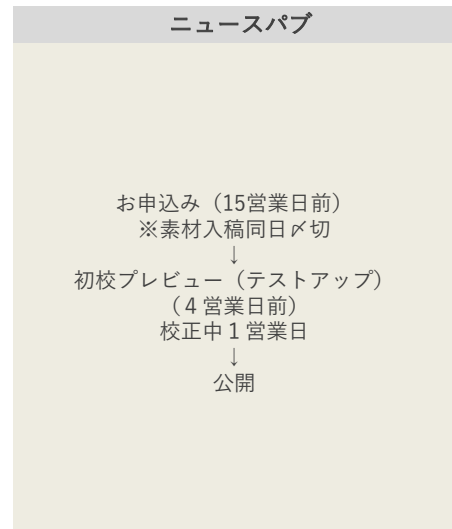 ニュースパブ
お申込み（15営業日前）
※素材入稿同日〆切
↓
初校プレビュー（テストアップ）
（４営業日前）
校正中１営業日
↓
公開